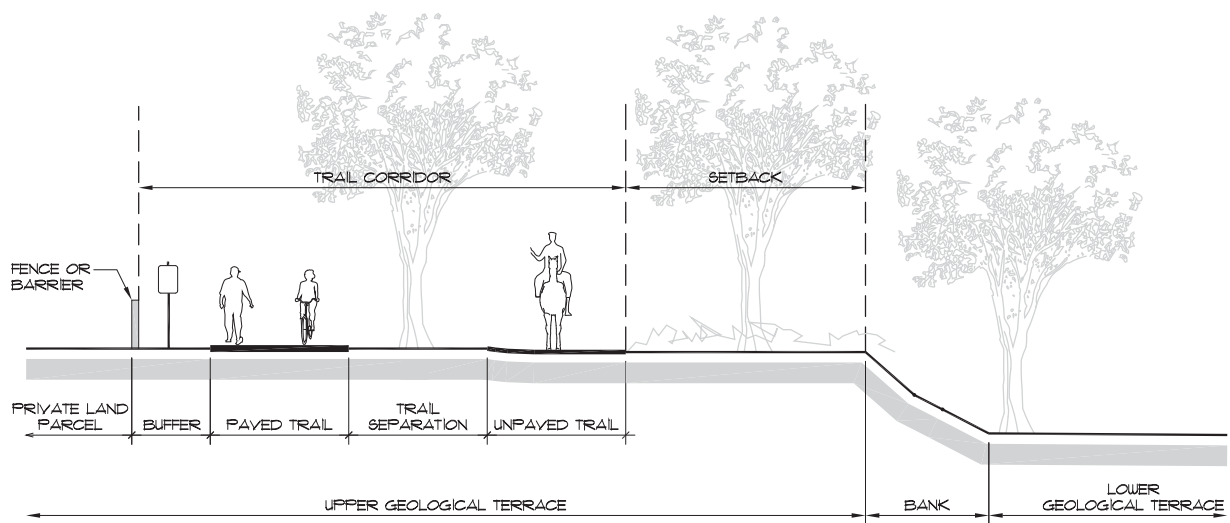 TRAIL CORRIDOR
SETBACK
FENCE OR
BARRIER
PRIVATE LAND
PARCEL
BUFFER
PAVED TRAIL
TRAIL
SEPARATION
UNPAVED TRAIL
UPPER GEOLOGICAL TERRACE
BANK
LOWER
GEOLOGICAL TERRACE